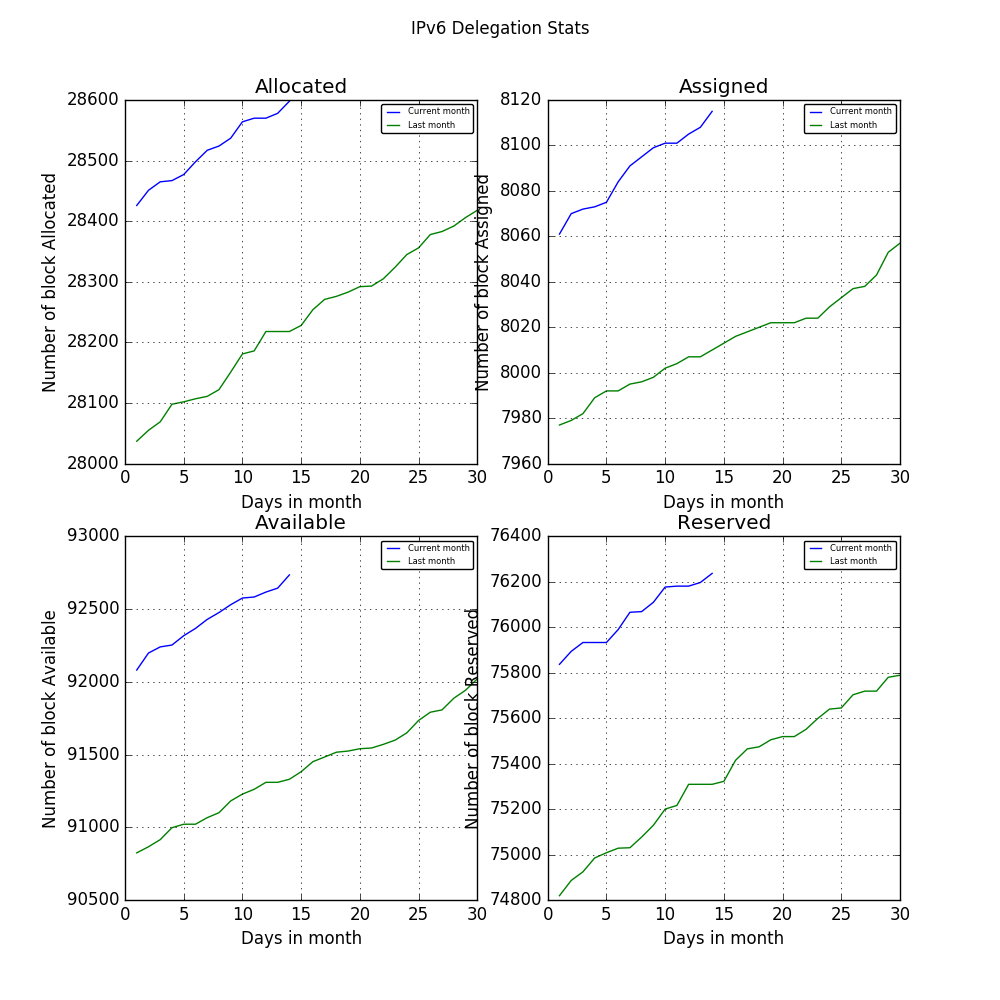 IPv6 Delegation Stats
Allocated
Number of block Allocated
28600
28500
28400
28300
28200
28100
28000
Current month
Last month
0 5 10 15 20 25 30
Days in month
Assigned
Number of block Assigned
8120
8100
8080
8060
8040
8020
8000
7980
7960
Current month
Last month
0 5 10 15 20 25 30
Days in month
Available
Number of block Available
93000
92500
92000
91500
91000
90500
Current month
Last month
0 5 10 15 20 25 30
Days in month
Reserved
Number of block Reserved
76400
76200
76000
75800
75600
75400
75200
75000
74800
Current month
Last month
0 5 10 15 20 25 30
Days in month